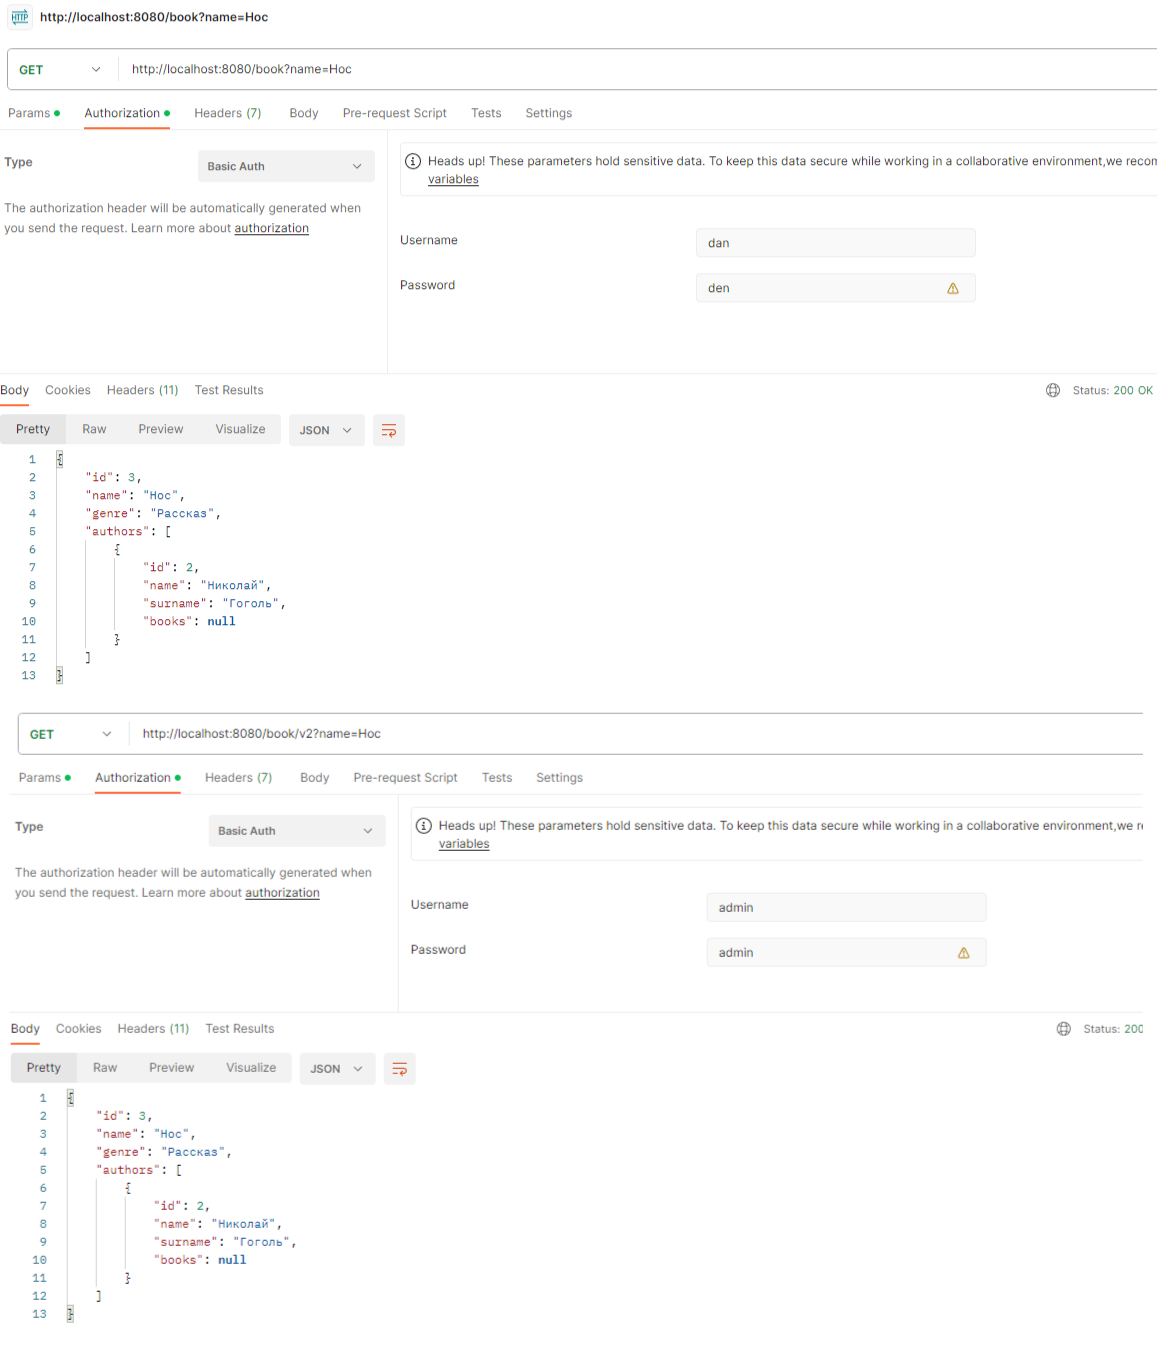 HTTP http://localhost:8080/book?name=Нос
GET http://localhost:8080/book?name=Нос
Params Authorization Headers (7) Body Pre-request Script Tests Settings
Type Basic Auth
The authorization header will be automatically generated when
you send the request. Learn more about authorization
Heads up! These parameters hold sensitive data. To keep this data secure while working in a collaborative environment,we recom
variables
Username dan
Password den
Body Cookies Headers (11) Test Results Status: 200 OK
Pretty Raw Preview Visualize JSON
1 {
2 "id": 3,
3 "name": "Нос",
4 "genre": "Рассказ",
5 "authors": [
6 {
7 "id": 2,
8 "name": "Николай",
9 "surname": "Гоголь",
10 "books": null
11 }
12 ]
13 }
GET http://localhost:8080/book/v2?name=Нос
Params Authorization Headers (7) Body Pre-request Script Tests Settings
Type Basic Auth
The authorization header will be automatically generated when
you send the request. Learn more about authorization
Heads up! These parameters hold sensitive data. To keep this data secure while working in a collaborative environment,we re
variables
Username admin
Password admin
Body Cookies Headers (11) Test Results Status: 200
Pretty Raw Preview Visualize JSON
1 {
2 "id": 3,
3 "name": "Нос",
4 "genre": "Рассказ",
5 "authors": [
6 {
7 "id": 2,
8 "name": "Николай",
9 "surname": "Гоголь",
10 "books": null
11 }
12 ]
13 }